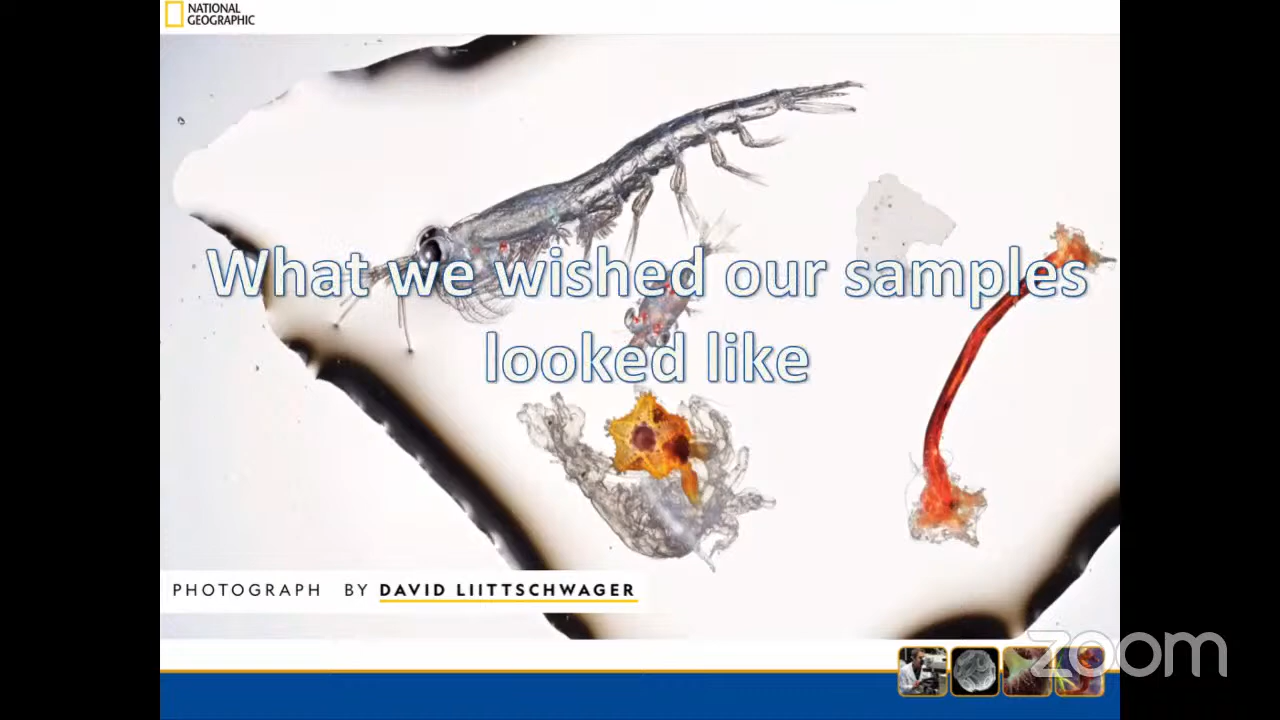 NATIONAL
GEOGRAPHIC
What we wished our samples
looked like
PHOTOGRAPH BY DAVID LIITTSCHWAGER
zoom